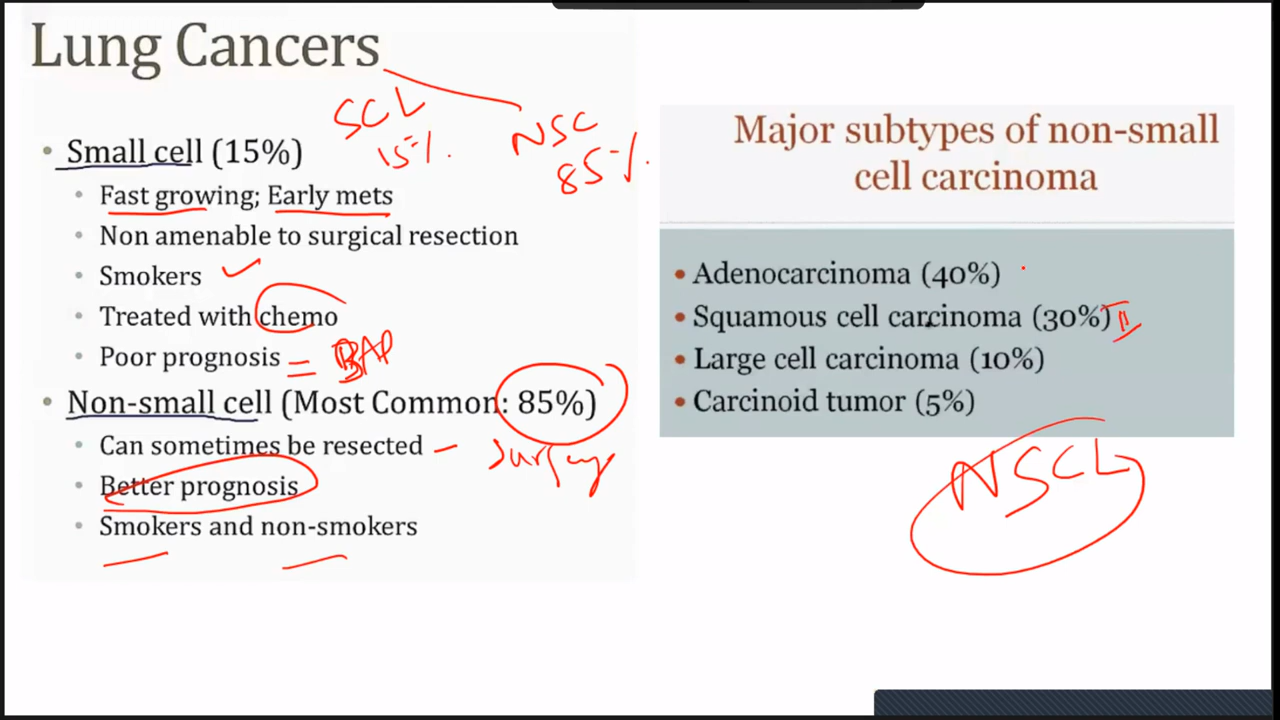 Lung Cancers
SCL
15%.
NSC
85%.
• Small cell (15%)
• Fast growing; Early mets
• Non amenable to surgical resection
• Smokers
• Treated with chemo
• Poor prognosis
= BAD
• Non-small cell (Most Common: 85%)
• Can sometimes be resected
– surgery
• Better prognosis
• Smokers and non-smokers
Major subtypes of non-small
cell carcinoma
• Adenocarcinoma (40%)
• Squamous cell carcinoma (30%) II
• Large cell carcinoma (10%)
• Carcinoid tumor (5%)
NSCL